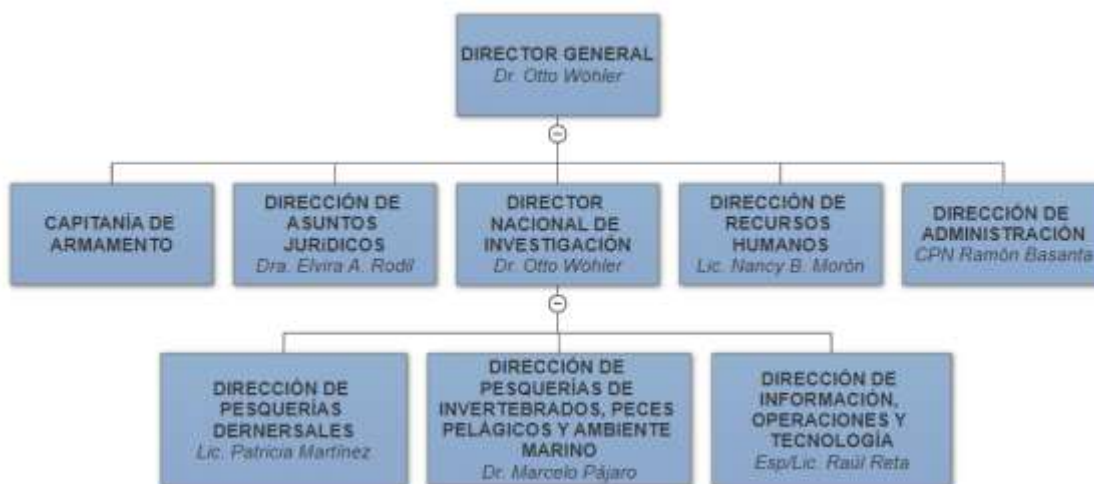 DIRECTOR GENERAL
Dr. Otto Wöhler
CAPITANÍA DE
ARMAMENTO
DIRECCIÓN DE
ASUNTOS
JURíDICOS
Dra. Elvira A. Rodil
DIRECTOR
NACIONAL DE
INVESTIGACIÓN
Dr. Otto Wöhler
DIRECCIÓN DE
RECURSOS
HUMANOS
Lic. Nancy B. Morón
DIRECCIÓN DE
ADMINISTRACIÓN
CPN Ramón Basanta
DIRECCIÓN DE
PESQUERÍAS
DERNERSALES
Lic. Patricia Martínez
DIRECCIÓN DE
PESQUERÍAS DE
INVERTEBRADOS, PECES
PELÁGICOS Y AMBIENTE
MARINO
Dr. Marcelo Pájaro
DIRECCIÓN DE
INFORMACIÓN,
OPERACIONES Y
TECNOLOGÍA
Esp/Lic. Raúl Reta